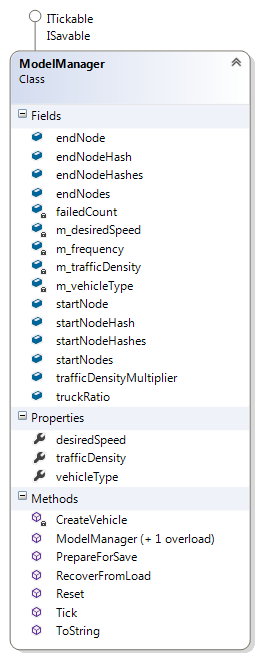 ITickable
ISavable
ModelManager
Class
Fields
endNode
endNodeHash
endNodeHashes
endNodes
failedCount
m_desiredSpeed
m_frequency
m_trafficDensity
m_vehicleType
startNode
startNodeHash
startNodeHashes
startNodes
trafficDensityMultiplier
truckRatio
Properties
desiredSpeed
trafficDensity
vehicleType
Methods
CreateVehicle
ModelManager (+ 1 overload)
PrepareForSave
RecoverFromLoad
Reset
Tick
ToString